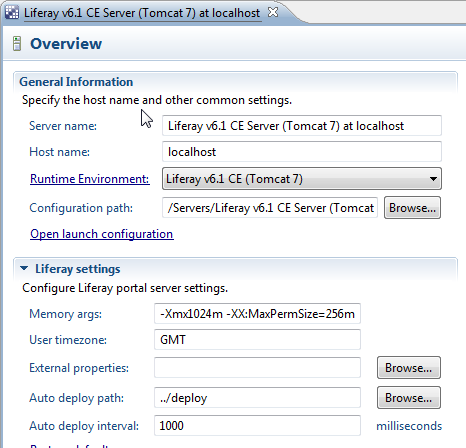 Liferay v6.1 CE Server (Tomcat 7) at localhost
Overview
General Information
Specify the host name and other common settings.
Server name: Liferay v6.1 CE Server (Tomcat 7) at localhost
Host name: localhost
Runtime Environment: Liferay v6.1 CE (Tomcat 7)
Configuration path: /Servers/Liferay v6.1 CE Server (Tomcat Browse...
Open launch configuration
Liferay settings
Configure Liferay portal server settings.
Memory args: -Xmx1024m -XX:MaxPermSize=256m
User timezone: GMT
External properties: Browse...
Auto deploy path: ../deploy Browse...
Auto deploy interval: 1000 milliseconds